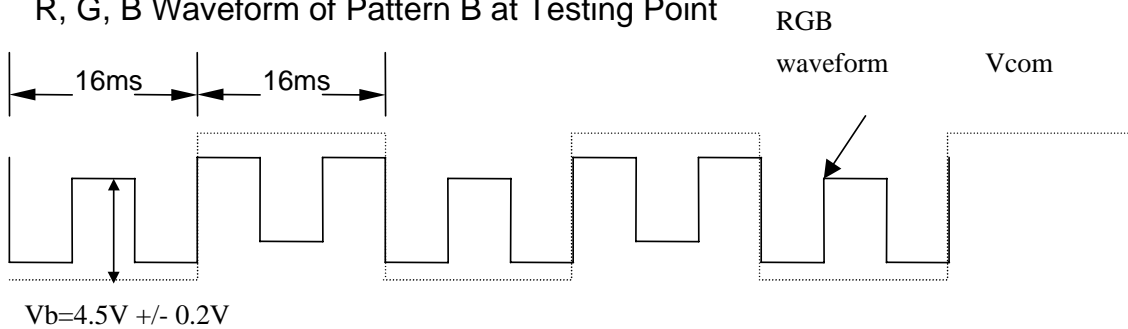 R, G, B Waveform of Pattern B at Testing Point
RGB
waveform
Vcom
16ms
16ms
Vb=4.5V +/- 0.2V